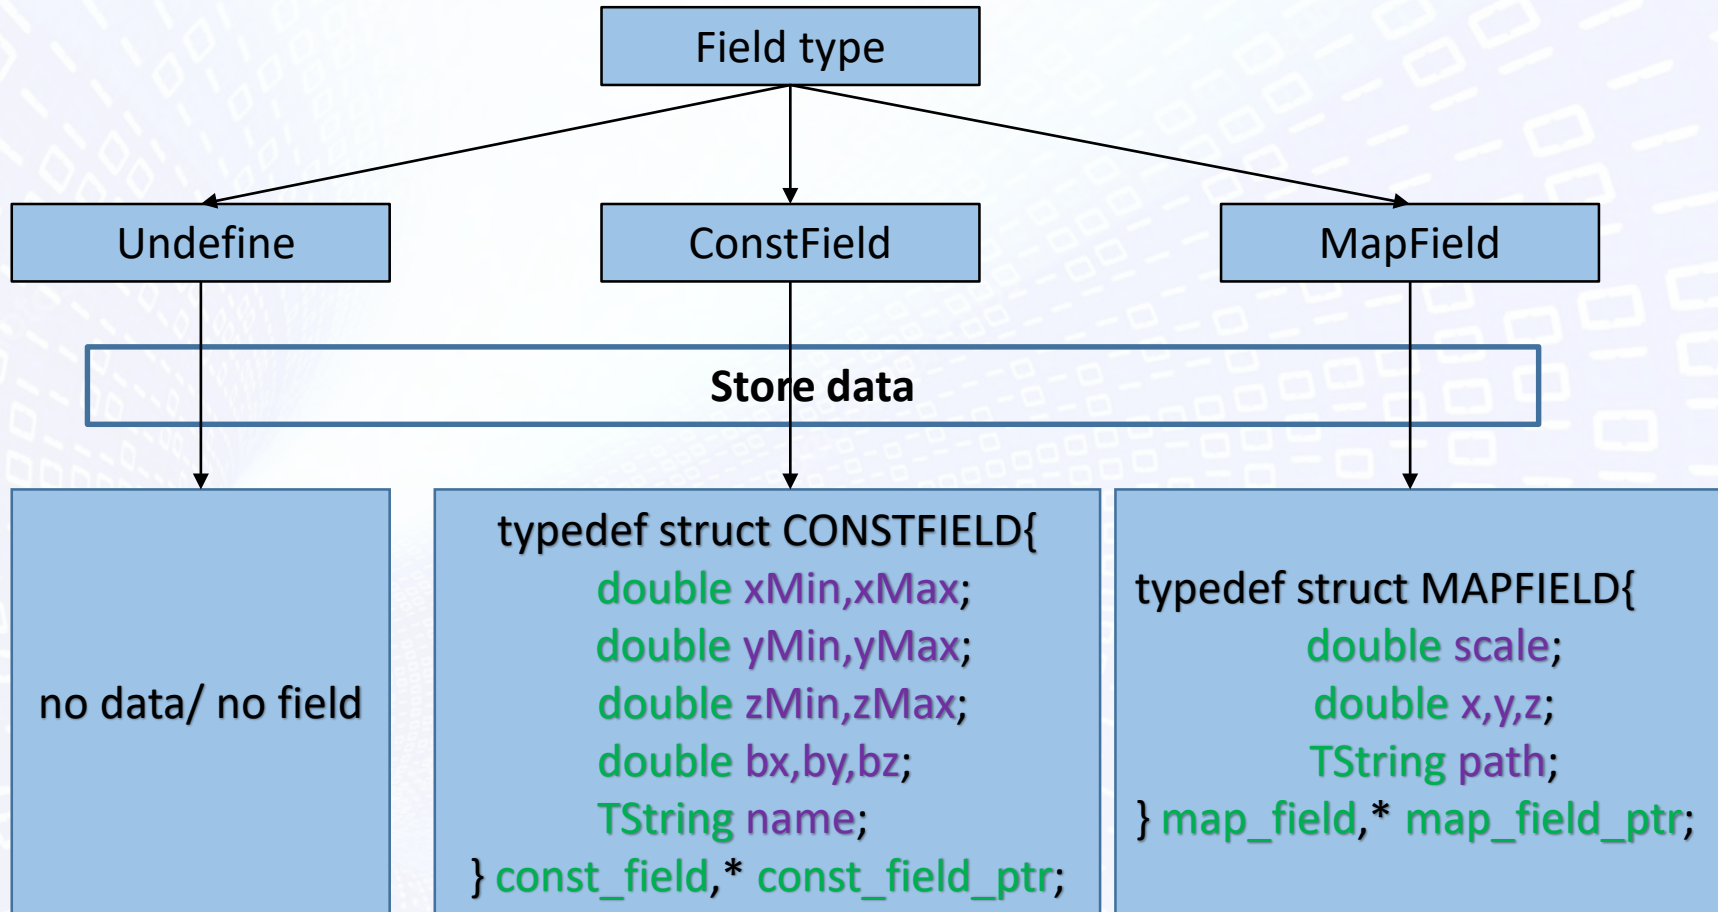 Field type
Undefine
ConstField
MapField
Store data
no data/ no field
typedef struct CONSTFIELD{
double xMin,xMax;
double yMin,yMax;
double zMin,zMax;
double bx,by,bz;
TString name;
} const_field,* const_field_ptr;
typedef struct MAPFIELD{
double scale;
double x,y,z;
TString path;
} map_field,* map_field_ptr;